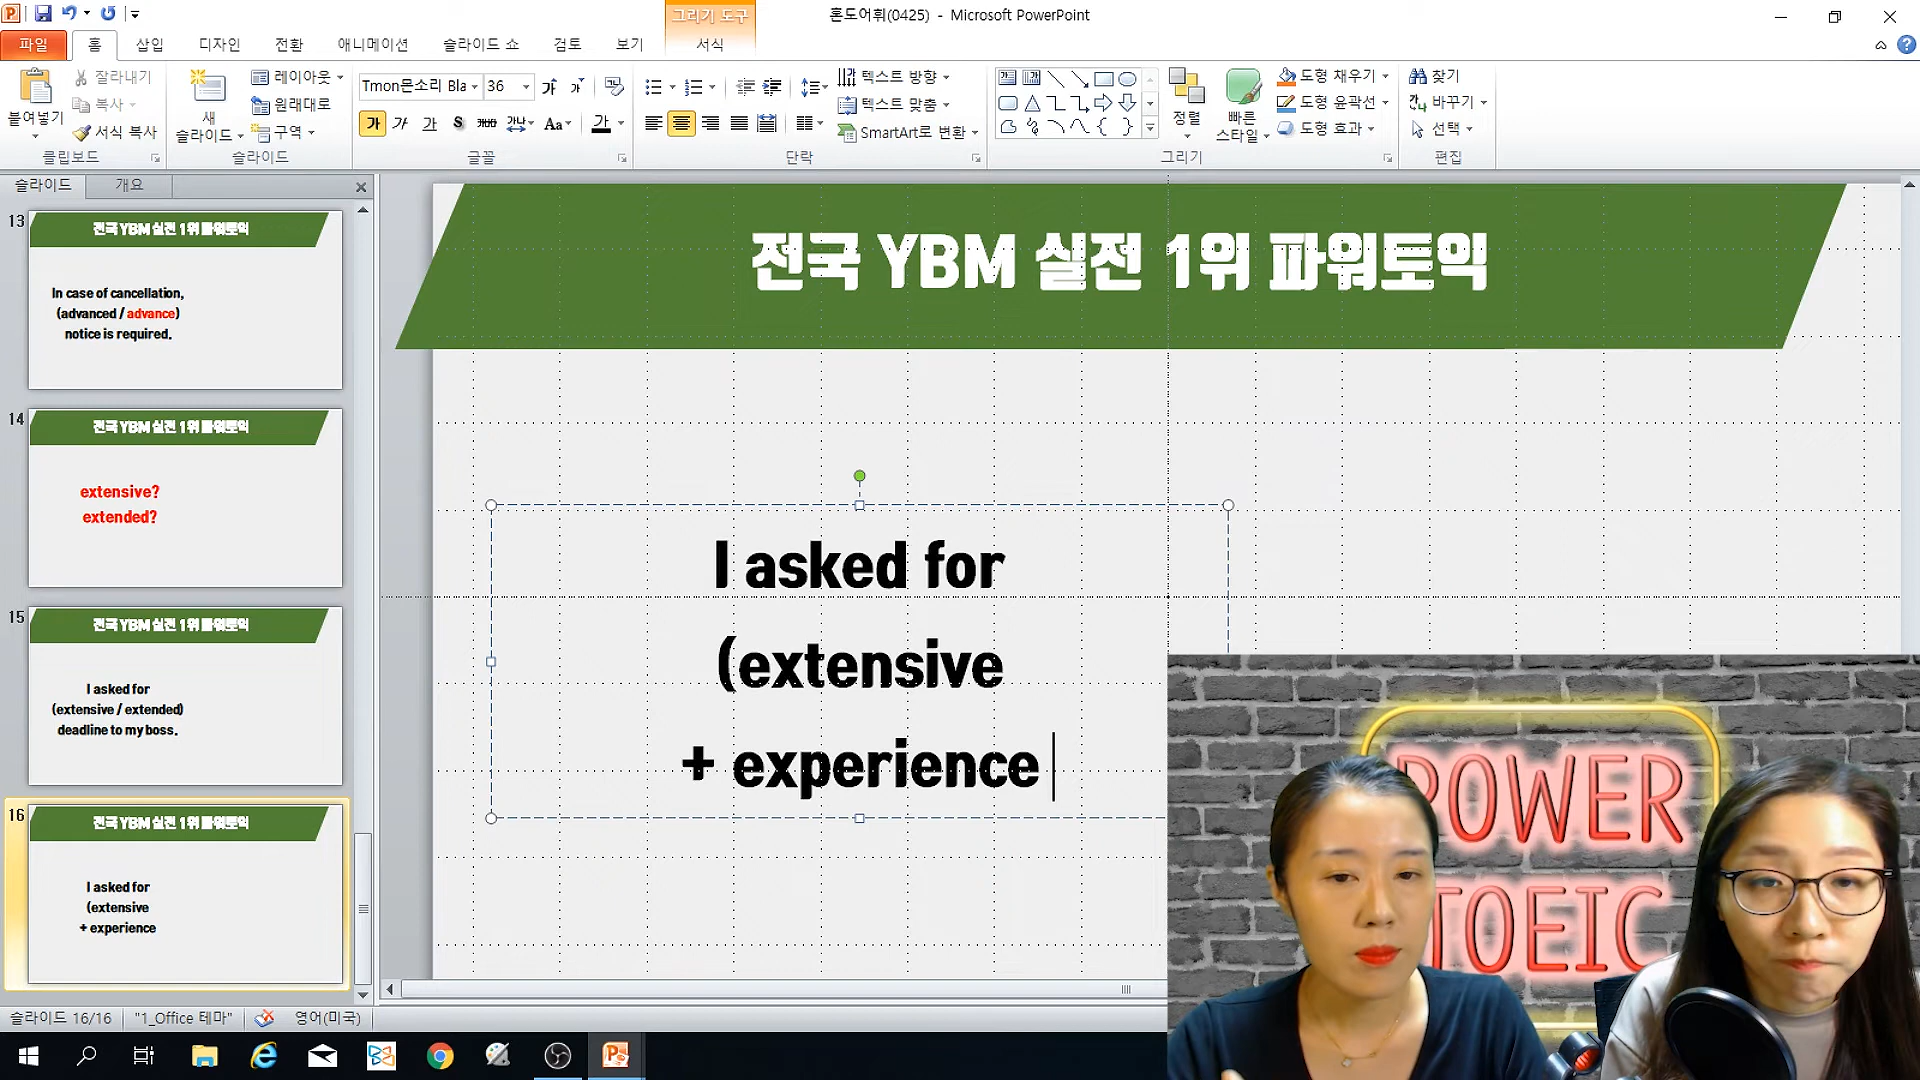 혼도어휘(0425) - Microsoft PowerPoint
그리기 도구
파일
홈
삽입
디자인
전환
애니메이션
슬라이드 쇼
검토
보기
서식
붙여넣기
잘라내기
복사
서식 복사
클립보드
새
슬라이드
레이아웃
원래대로
구역
슬라이드
Tmon몬소리 Bla
36
글꼴
텍스트 방향
텍스트 맞춤
SmartArt로 변환
단락
정렬
빠른
스타일
도형 채우기
도형 윤곽선
도형 효과
그리기
찾기
바꾸기
선택
편집
슬라이드
개요
13
전국 YBM 실전 1위 파워토익
In case of cancellation,
(advanced / advance)
notice is required.
14
전국 YBM 실전 1위 파워토익
extensive?
extended?
15
전국 YBM 실전 1위 파워토익
I asked for
(extensive / extended)
deadline to my boss.
16
전국 YBM 실전 1위 파워토익
I asked for
(extensive
+ experience
전국 YBM 실전 1위 파워토익
I asked for
(extensive
+ experience
POWER
TOEIC
슬라이드 16/16
"1_Office 테마"
영어(미국)